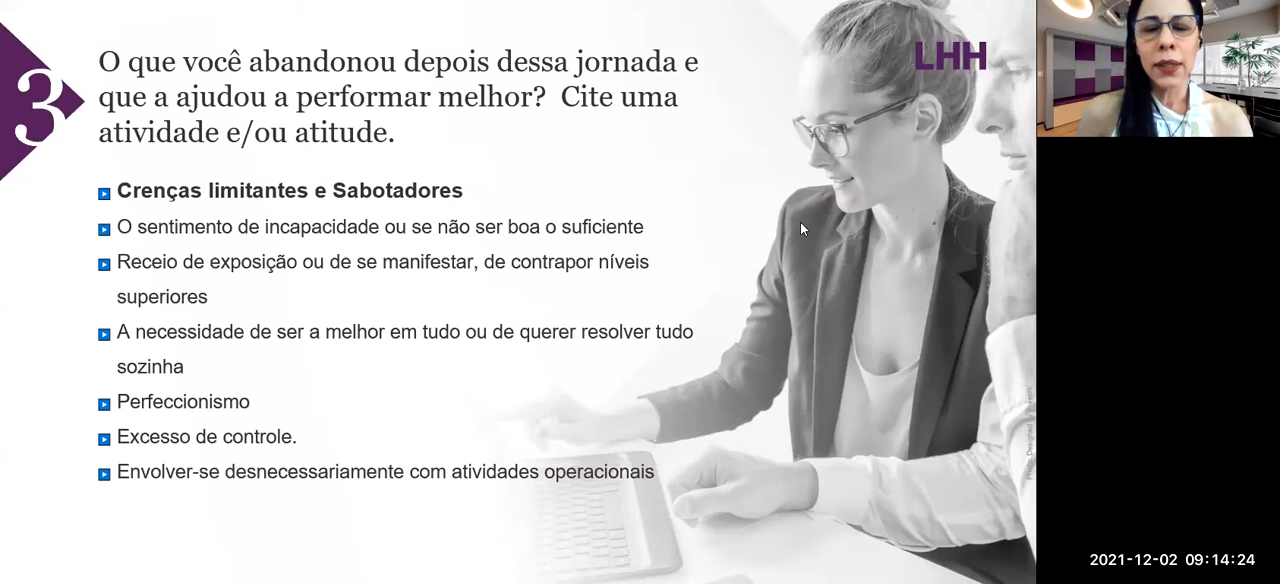 3
LHH
O que você abandonou depois dessa jornada e
que a ajudou a performar melhor?  Cite uma
atividade e/ou atitude.
Crenças limitantes e Sabotadores
O sentimento de incapacidade ou se não ser boa o suficiente
Receio de exposição ou de se manifestar, de contrapor níveis
superiores
A necessidade de ser a melhor em tudo ou de querer resolver tudo
sozinha
Perfeccionismo
Excesso de controle.
Envolver-se desnecessariamente com atividades operacionais
2021-12-02 09:14:24